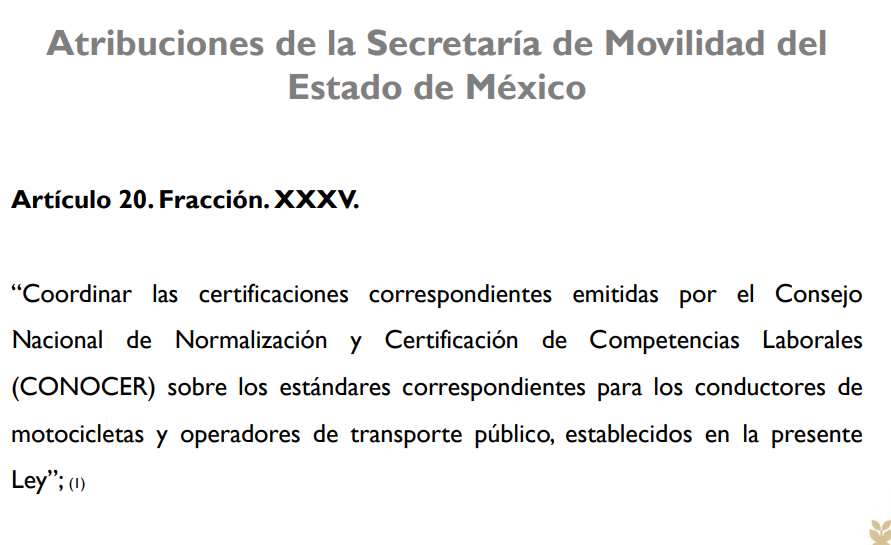 Atribuciones de la Secretaría de Movilidad del
Estado de México
Artículo 20. Fracción. XXXV.
“Coordinar las certificaciones correspondientes emitidas por el Consejo
Nacional de Normalización y Certificación de Competencias Laborales
(CONOCER) sobre los estándares correspondientes para los conductores de
motocicletas y operadores de transporte público, establecidos en la presente
Ley”; (1)